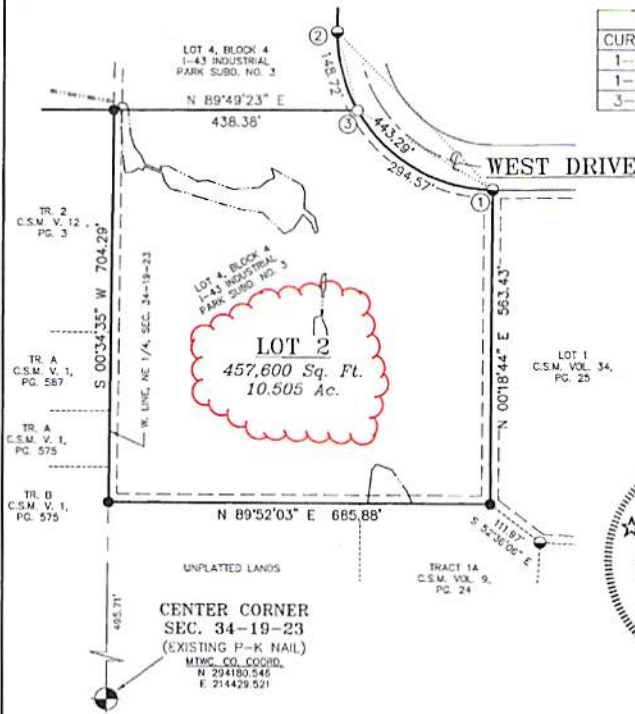 ②
148.72'
LOT 4, BLOCK 4
I-43 INDUSTRIAL
PARK SUBD. NO. 3
CUR
1-
1-
3-
N 89°49'23" E
438.38'
③
443.29'
294.57'
WEST DRIVE
①
TR. 2
C.S.M. V. 12 ,
PG. 3
S 00°34'35" W 704.29'
W. LINE, NE 1/4, SEC. 34-19-23
LOT 4, BLOCK 4
I-43 INDUSTRIAL
PARK SUBD. NO. 3
LOT 2
457,600 Sq. Ft.
10.505 Ac.
N 00°18'44" E 563.43'
LOT 1
C.S.M. VOL. 34,
PG. 25
TR. A
C.S.M. V. 1,
PG. 587
TR. A
C.S.M. V. 1,
PG. 575
TR. B
C.S.M. V. 1,
PG. 575
N 89°52'03" E 685.88'
111.97'
S 52°36'06" E
UNPLATTED LANDS
TRACT 1A
C.S.M. VOL. 9,
PG. 24
495.71'
CENTER CORNER
SEC. 34-19-23
(EXISTING P-K NAIL)
MTWC. CO. COORD.
N 294180.546
E 214429.521